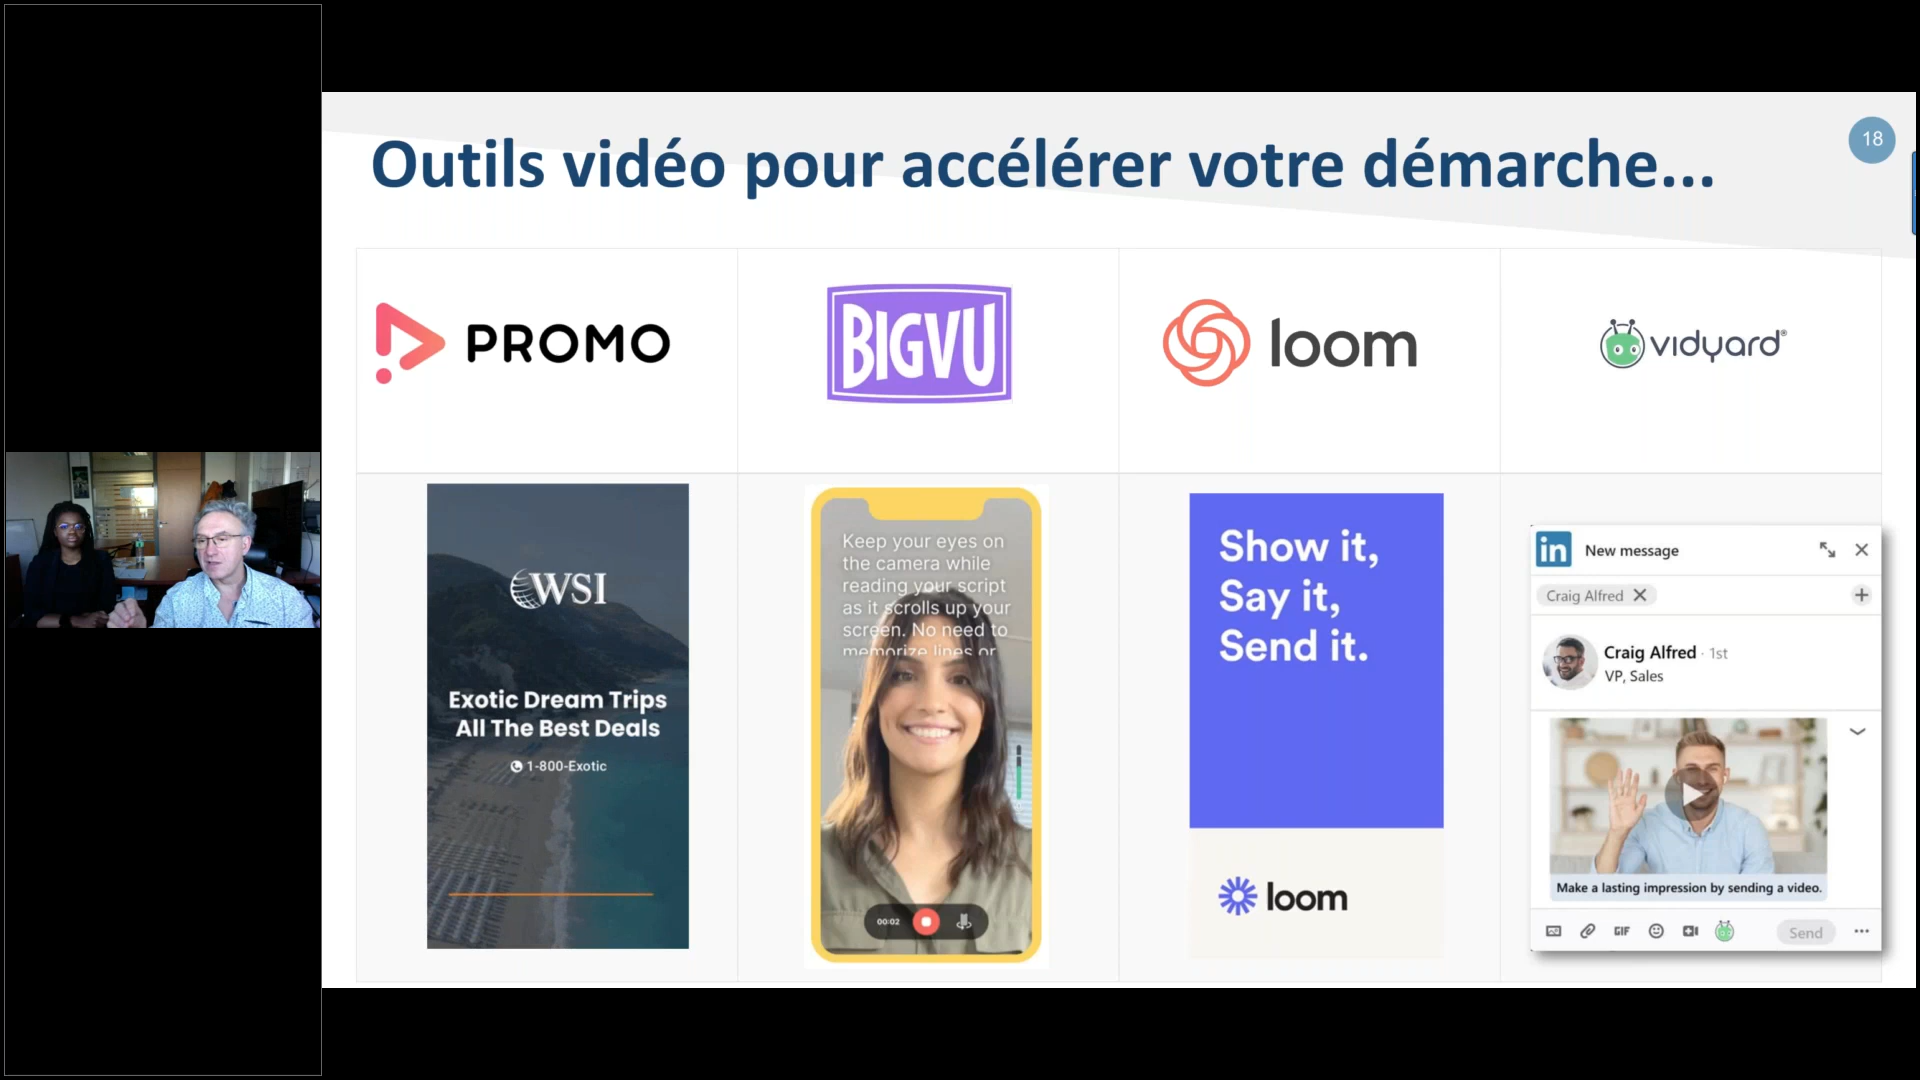 Outils vidéo pour accélérer votre démarche...
18
PROMO
BIGVU
loom
vidyard®
WSI
Exotic Dream Trips
All The Best Deals
1-800-Exotic
Keep your eyes on
the camera while
reading your script
as it scrolls up your
screen. No need to
memorize lines or
00:02
Show it,
Say it,
Send it.
loom
in
New message
Craig Alfred
Craig Alfred · 1st
VP, Sales
Make a lasting impression by sending a video.
GIF
Send